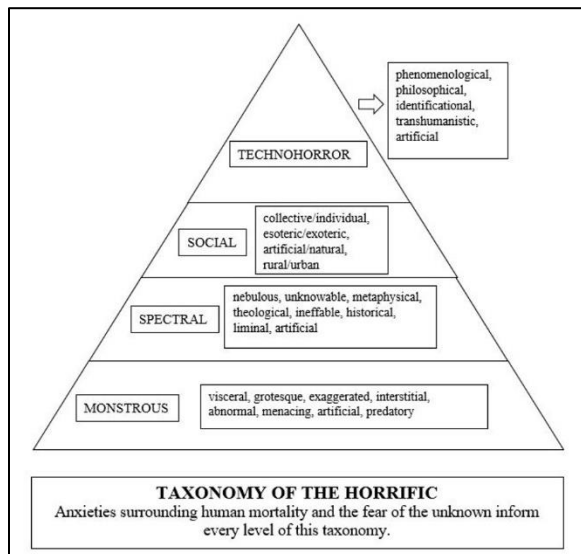 phenomenological,
philosophical,
identificational,
transhumanistic,
artificial
TECHNOHORROR
SOCIAL
collective/individual,
esoteric/exoteric,
artificial/natural,
rural/urban
SPECTRAL
nebulous, unknowable, metaphysical,
theological, ineffable, historical,
liminal, artificial
MONSTROUS
visceral, grotesque, exaggerated, interstitial,
abnormal, menacing, artificial, predatory
TAXONOMY OF THE HORRIFIC
Anxieties surrounding human mortality and the fear of the unknown inform
every level of this taxonomy.